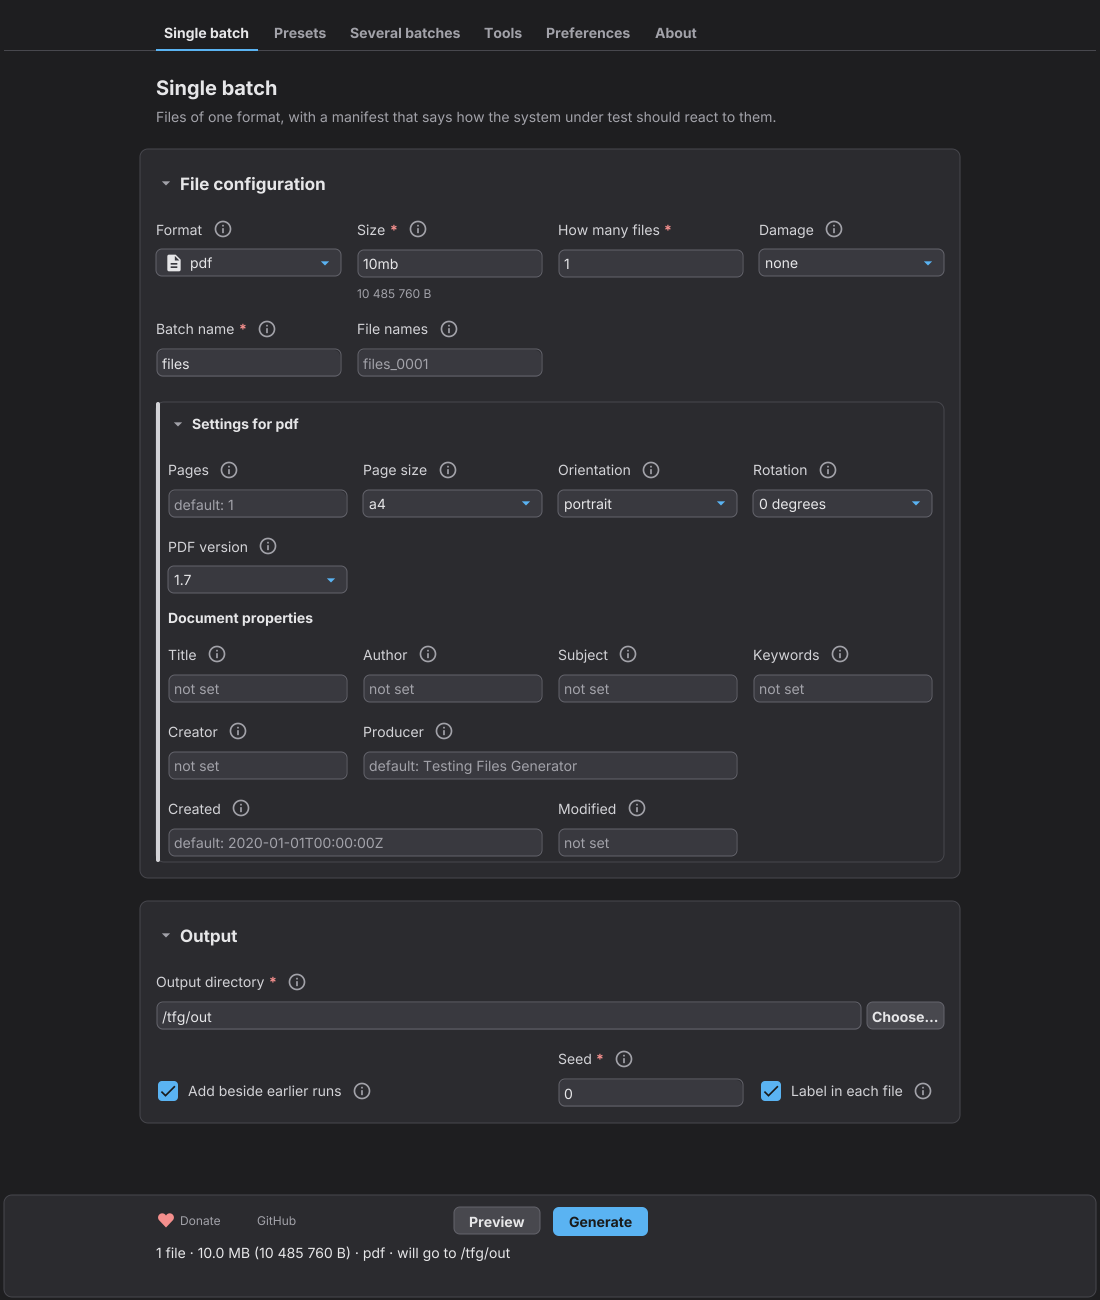 Single batch Presets Several batches Tools Preferences About
Single batch
Files of one format, with a manifest that says how the system under test should react to them.
File configuration
Format Size * How many files * Damage
pdf 10mb 1 none
10 485 760 B
Batch name * File names
files files_0001
Settings for pdf
Pages Page size Orientation Rotation
default: 1 a4 portrait 0 degrees
PDF version
1.7
Document properties
Title Author Subject Keywords
not set not set not set not set
Creator Producer
not set default: Testing Files Generator
Created Modified
default: 2020-01-01T00:00:00Z not set
Output
Output directory *
/tfg/out Choose...
Seed *
Add beside earlier runs 0 Label in each file
Donate GitHub Preview Generate
1 file · 10.0 MB (10 485 760 B) · pdf · will go to /tfg/out